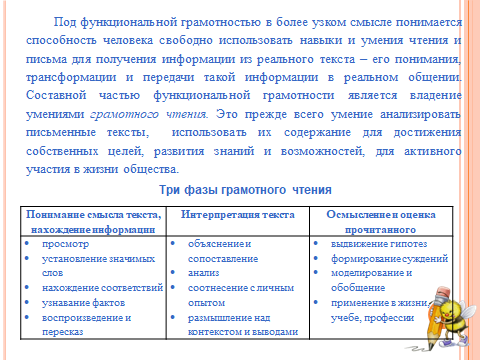 Под функциональной грамотностью в более узком смысле понимается
способность человека свободно использовать навыки и умения чтения и
письма для получения информации из реального текста – его понимания,
трансформации и передачи такой информации в реальном общении.
Составной частью функциональной грамотности является владение
умениями грамотного чтения. Это прежде всего умение анализировать
письменные тексты, использовать их содержание для достижения
собственных целей, развития знаний и возможностей, для активного
участия в жизни общества.
Три фазы грамотного чтения
Понимание смысла текста,
нахождение информации
• просмотр
• установление значимых
слов
• нахождение соответствий
• узнавание фактов
• воспроизведение и
пересказ
Интерпретация текста
• объяснение и
сопоставление
• анализ
• соотнесение с личным
опытом
• размышление над
контекстом и выводами
Осмысление и оценка
прочитанного
• выдвижение гипотез
• формирование суждений
• моделирование и
обобщение
• применение в жизни,
учебе, профессии